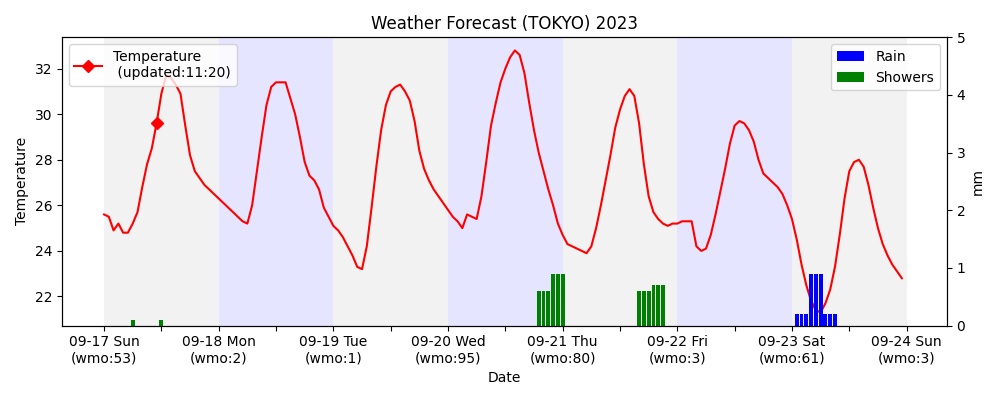 Weather Forecast (TOKYO) 2023
Temperature
(updated:11:20)
Rain
Showers
Temperature
32
30
28
26
24
22
5
4
3
2
1
0
mm
09-17 Sun
(wmo:53)
09-18 Mon
(wmo:2)
09-19 Tue
(wmo:1)
09-20 Wed
(wmo:95)
09-21 Thu
(wmo:80)
09-22 Fri
(wmo:3)
09-23 Sat
(wmo:61)
09-24 Sun
(wmo:3)
Date